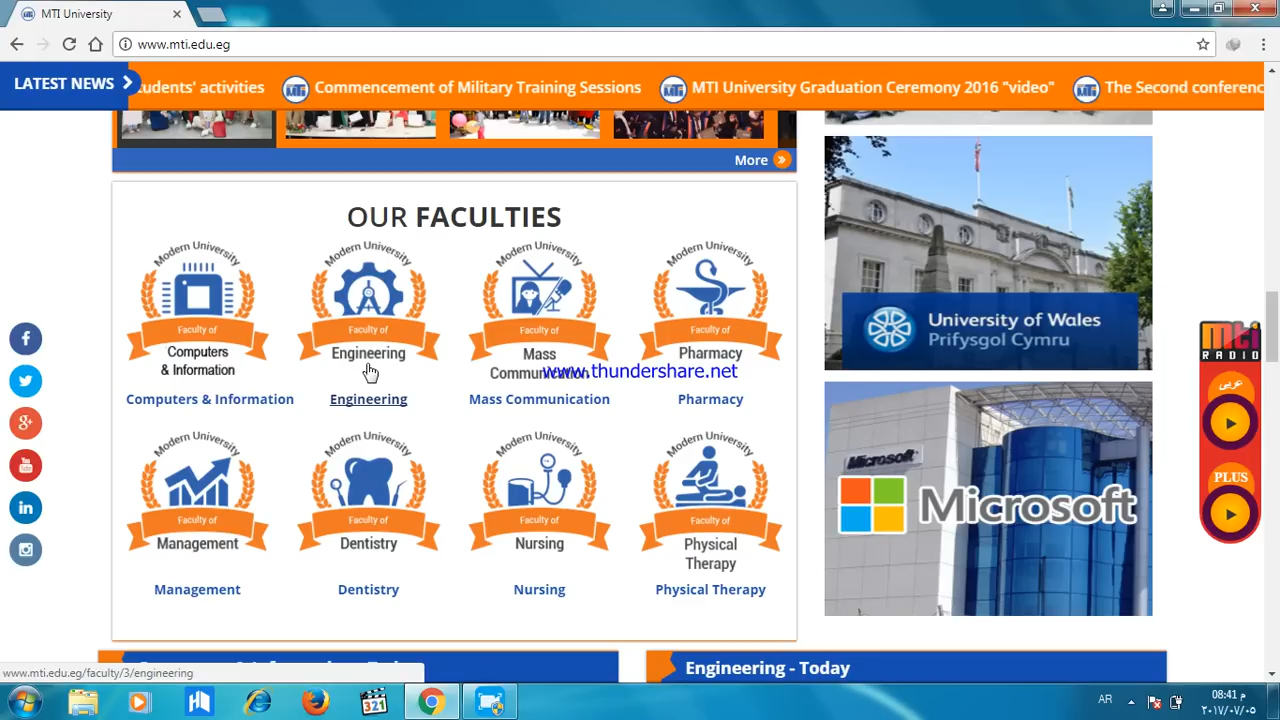 MTI University
www.mti.edu.eg
LATEST NEWS
tudents' activities
Commencement of Military Training Sessions
MTI University Graduation Ceremony 2016 "video"
The Second conferenc
More
OUR FACULTIES
Modern University
Faculty of
Computers
& Information
Computers & Information
Modern University
Faculty of
Engineering
Engineering
Modern University
Faculty of
Mass
Communication
Mass Communication
Modern University
Faculty of
Pharmacy
Pharmacy
www.thundershare.net
Modern University
Faculty of
Management
Management
Modern University
Faculty of
Dentistry
Dentistry
Modern University
Faculty of
Nursing
Nursing
Modern University
Faculty of
Physical
Therapy
Physical Therapy
University of Wales
Prifysgol Cymru
Microsoft
Microsoft
mti
RADIO
عربي
PLUS
Engineering - Today
www.mti.edu.eg/faculty/3/engineering
321
AR
08:41 م
٢٠١٧/٠٧/٠٥